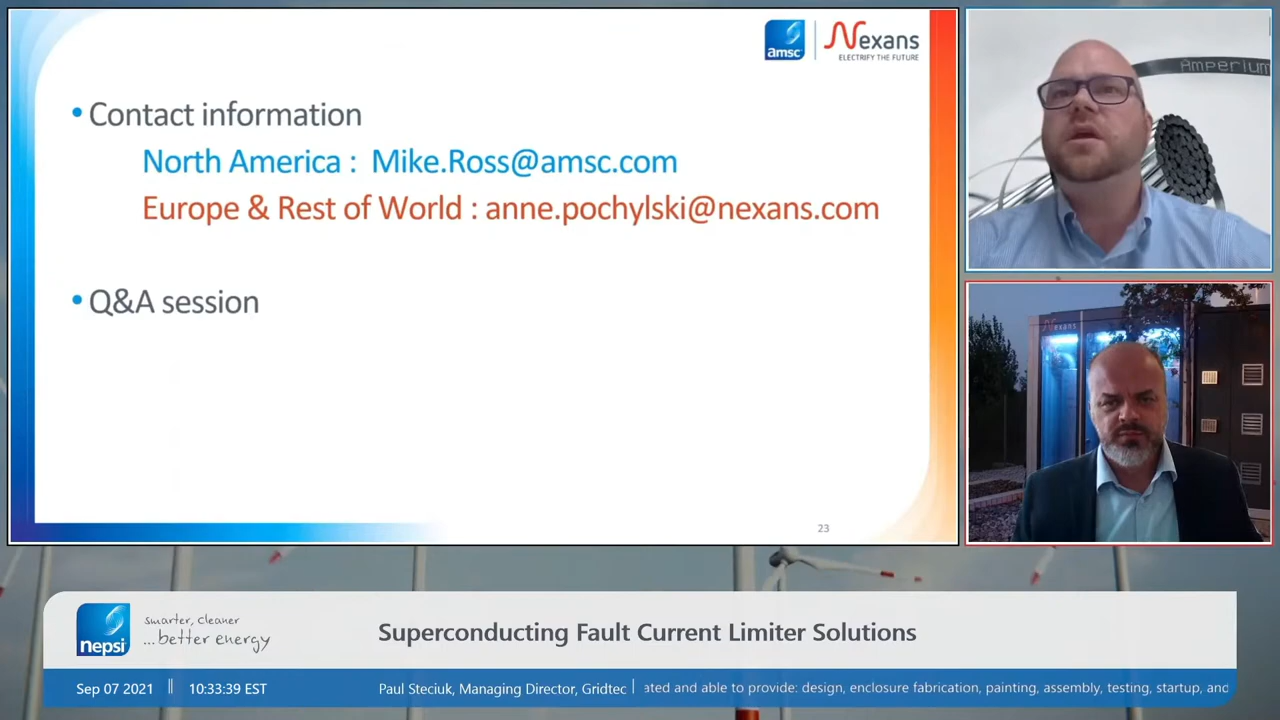 amsc
Nexans
ELECTRIFY THE FUTURE
• Contact information
North America : Mike.Ross@amsc.com
Europe & Rest of World : anne.pochylski@nexans.com
• Q&A session
23
Amperium
Nexans
nepsi
smarter, cleaner
...better energy
Superconducting Fault Current Limiter Solutions
Sep 07 2021 || 10:33:39 EST
Paul Steciuk, Managing Director, Gridtec | ated and able to provide: design, enclosure fabrication, painting, assembly, testing, startup, and